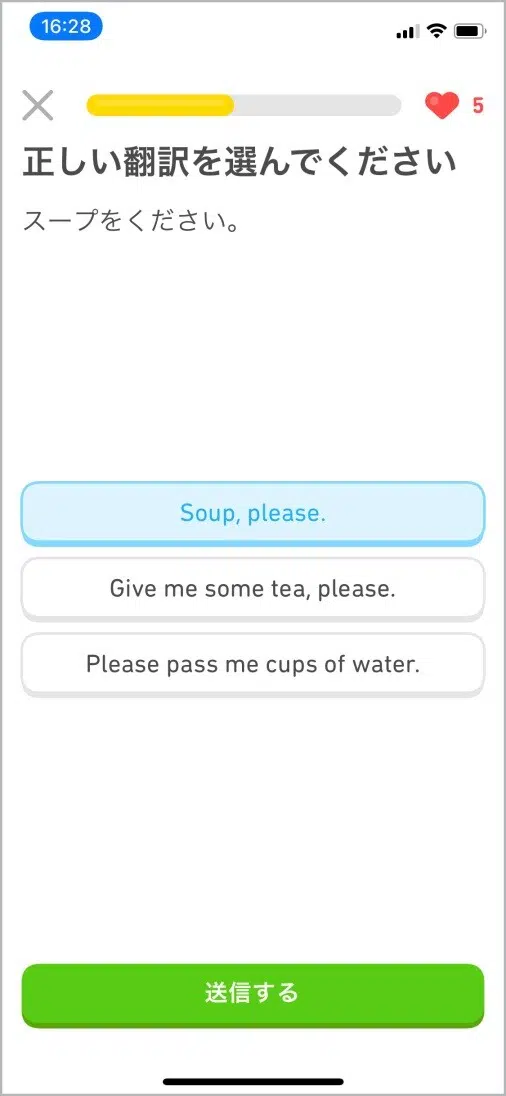 16:28
5
正しい翻訳を選んでください
スープをください。
Soup, please.
Give me some tea, please.
Please pass me cups of water.
送信する